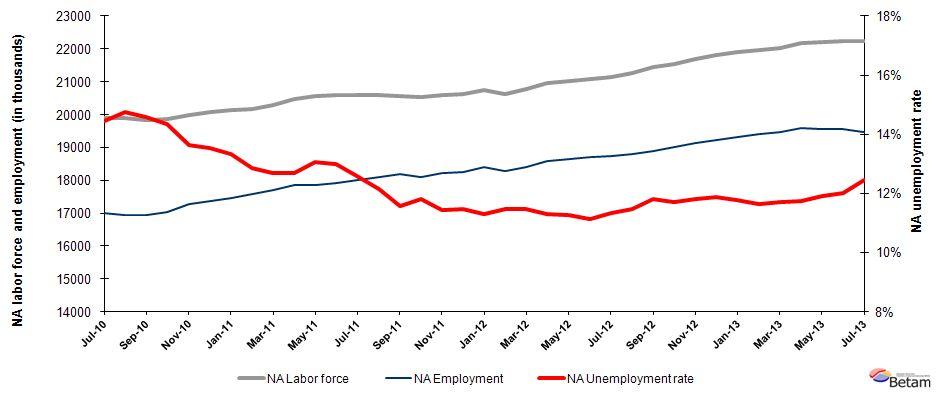 NA labor force and employment (in thousands)
23000
22000
21000
20000
19000
18000
17000
16000
15000
14000
18%
16%
14%
12%
10%
8%
NA unemployment rate
Jul-10
Sep-10
Nov-10
Jan-11
Mar-11
May-11
Jul-11
Sep-11
Nov-11
Jan-12
Mar-12
May-12
Jul-12
Sep-12
Nov-12
Jan-13
Mar-13
May-13
Jul-13
NA Labor force
NA Employment
NA Unemployment rate
Betam